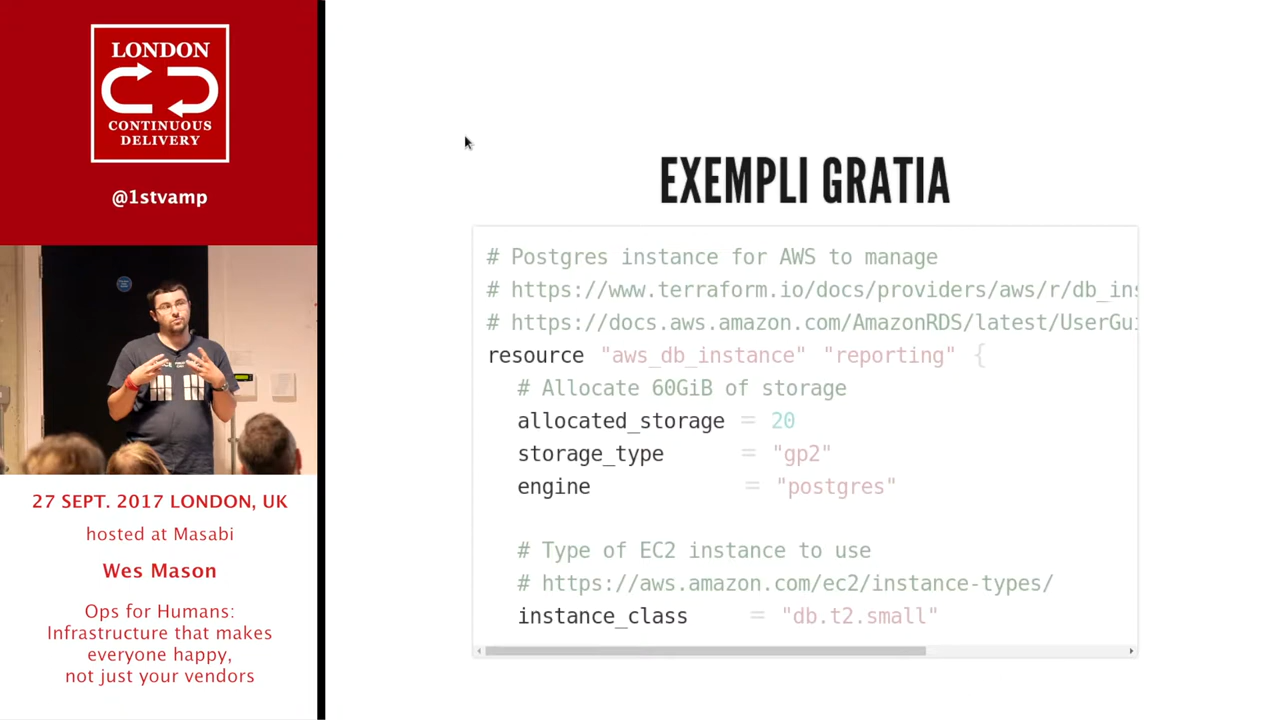 LONDON
CONTINUOUS
DELIVERY
@1stvamp
27 SEPT. 2017 LONDON, UK
hosted at Masabi
Wes Mason
Ops for Humans:
Infrastructure that makes
everyone happy,
not just your vendors
EXEMPLI GRATIA
# Postgres instance for AWS to manage
# https://www.terraform.io/docs/providers/aws/r/db_ins
# https://docs.aws.amazon.com/AmazonRDS/latest/UserGui
resource "aws_db_instance" "reporting" {
# Allocate 60GiB of storage
allocated_storage = 20
storage_type = "gp2"
engine = "postgres"
# Type of EC2 instance to use
# https://aws.amazon.com/ec2/instance-types/
instance_class = "db.t2.small"